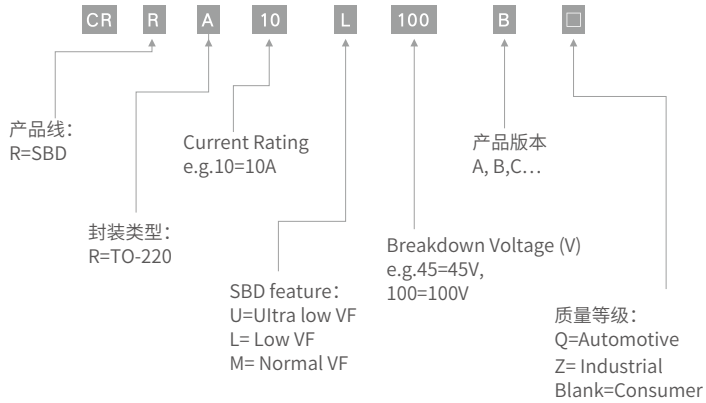 CR R A 10 L 100 B □
产品线：
R=SBD
封装类型：
R=TO-220
Current Rating
e.g.10=10A
SBD feature：
U=UItra low VF
L= Low VF
M= Normal VF
Breakdown Voltage (V)
e.g.45=45V,
100=100V
产品版本
A, B,C…
质量等级：
Q=Automotive
Z= Industrial
Blank=Consumer